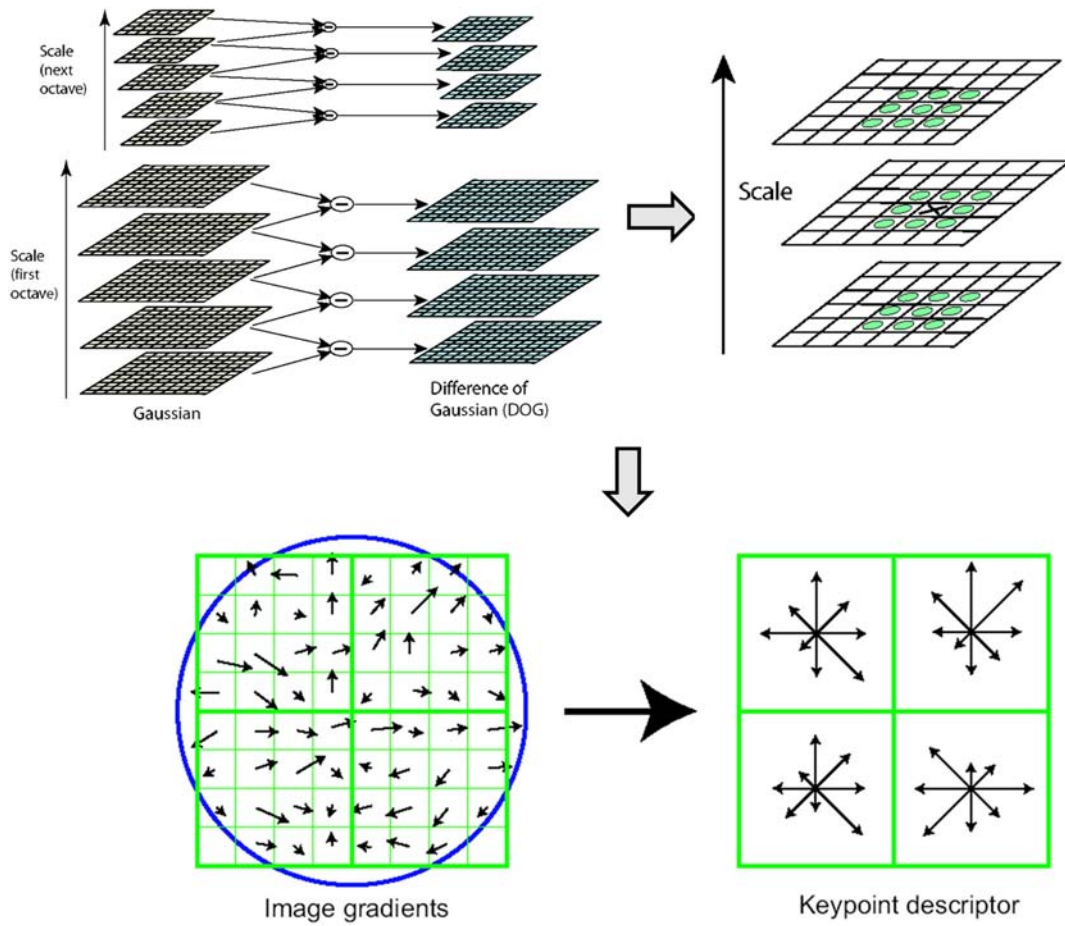 Scale
(next
octave)
Scale
(first
octave)
Gaussian
Difference of
Gaussian (DOG)
Scale
Image gradients
Keypoint descriptor